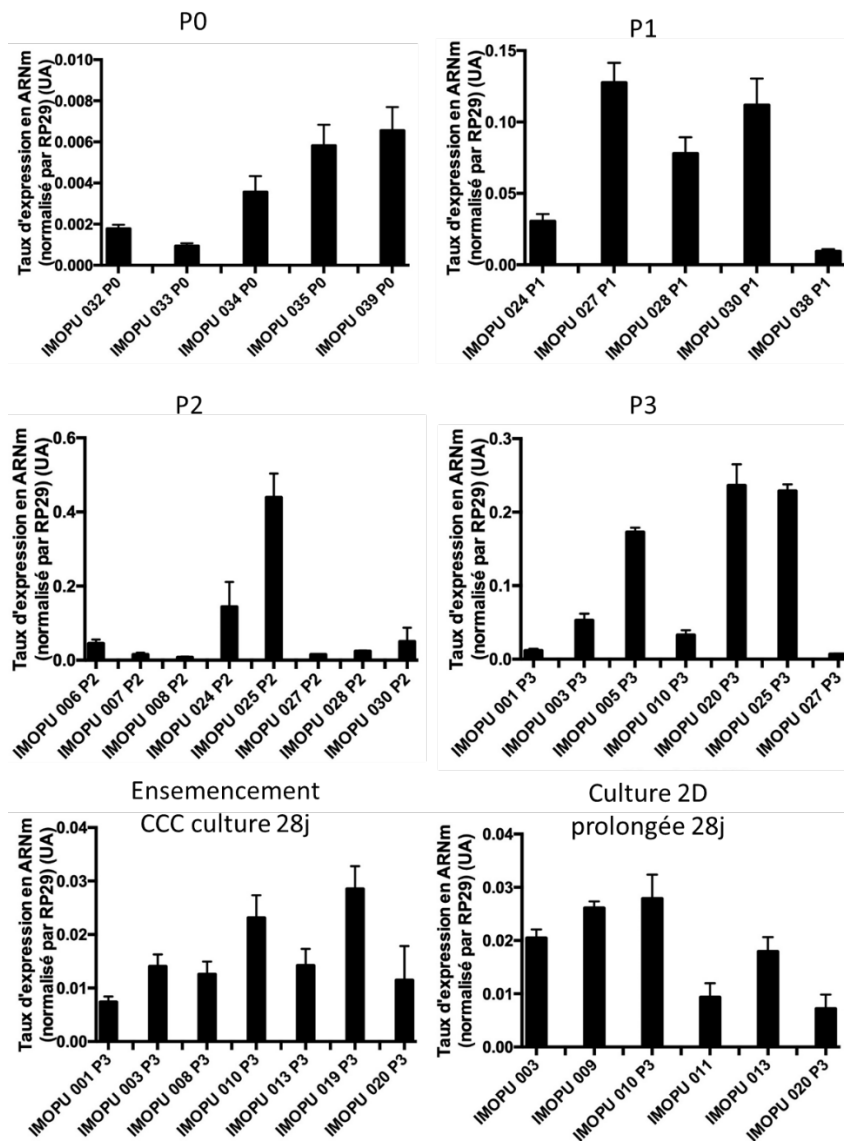 P0
Taux d'expression en ARNm
(normalisé par RP29) (UA)
0.010
0.008
0.006
0.004
0.002
0.000
IMOPU 032 P0
IMOPU 033 P0
IMOPU 034 P0
IMOPU 035 P0
IMOPU 039 P0
P1
Taux d'expression en ARNm
(normalisé par RP29) (UA)
0.15
0.10
0.05
0.00
IMOPU 024 P1
IMOPU 027 P1
IMOPU 028 P1
IMOPU 030 P1
IMOPU 038 P1
P2
Taux d'expression en ARNm
(normalisé par RP29) (UA)
0.6
0.4
0.2
0.0
IMOPU 006 P2
IMOPU 007 P2
IMOPU 008 P2
IMOPU 024 P2
IMOPU 025 P2
IMOPU 027 P2
IMOPU 028 P2
IMOPU 030 P2
P3
Taux d'expression en ARNm
(normalisé par RP29) (UA)
0.3
0.2
0.1
0.0
IMOPU 001 P3
IMOPU 003 P3
IMOPU 005 P3
IMOPU 010 P3
IMOPU 020 P3
IMOPU 025 P3
IMOPU 027 P3
Ensemencement
CCC culture 28j
Taux d'expression en ARNm
(normalisé par RP29) (UA)
0.04
0.03
0.02
0.01
0.00
IMOPU 001 P3
IMOPU 003 P3
IMOPU 008 P3
IMOPU 010 P3
IMOPU 013 P3
IMOPU 019 P3
IMOPU 020 P3
Culture 2D
prolongée 28j
Taux d'expression en ARNm
(normalisé par RP29) (UA)
0.04
0.03
0.02
0.01
0.00
IMOPU 003
IMOPU 009
IMOPU 010 P3
IMOPU 011
IMOPU 013
IMOPU 020 P3